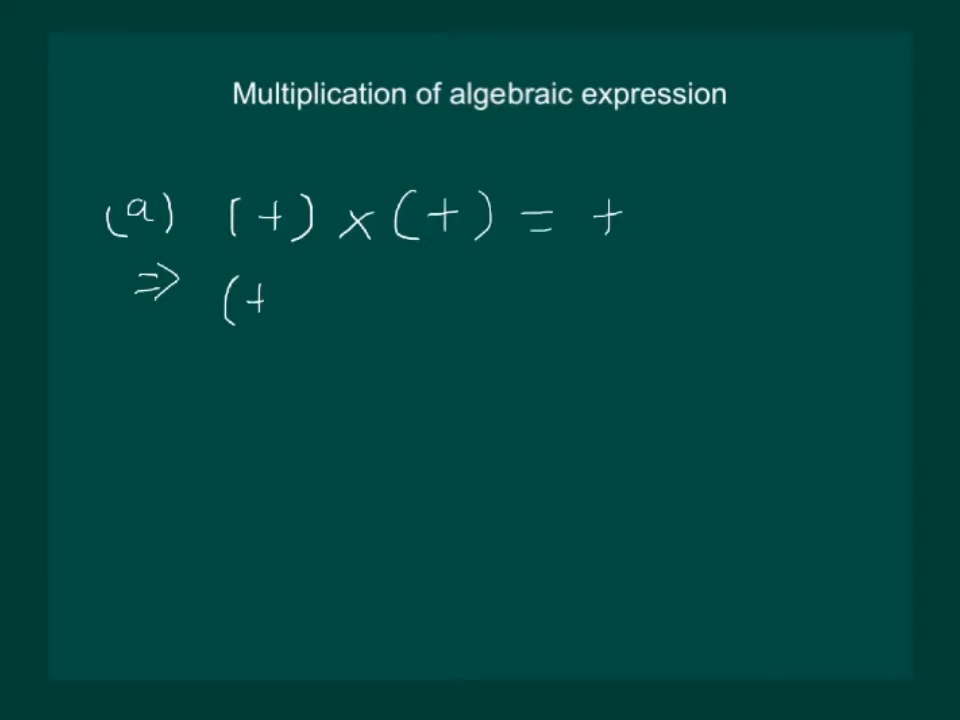 Multiplication of algebraic expression
(a) (+) × (+) = +
⇒ (+